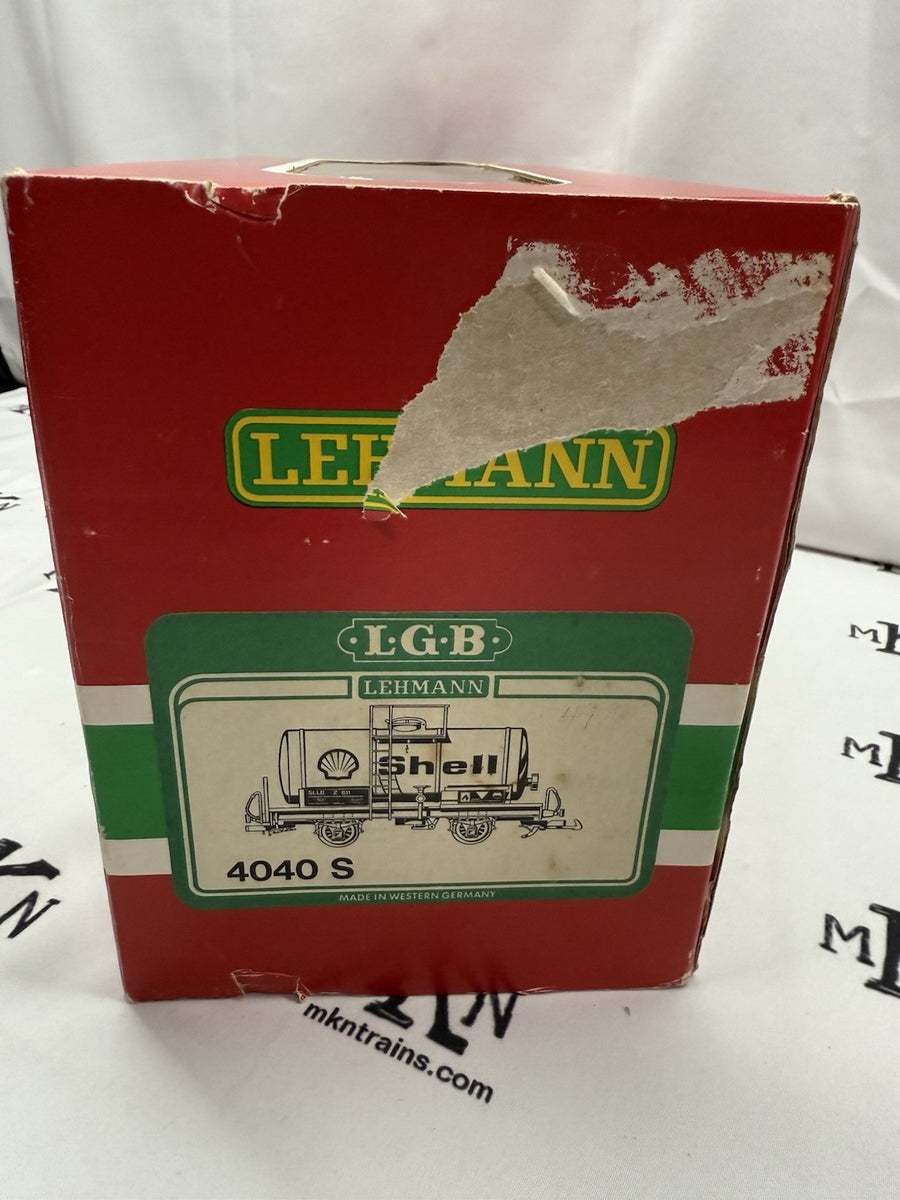 LEHMANN
·L·G·B·
LEHMANN
Shell
4040 S
MADE IN WESTERN GERMANY
mkntrains.com